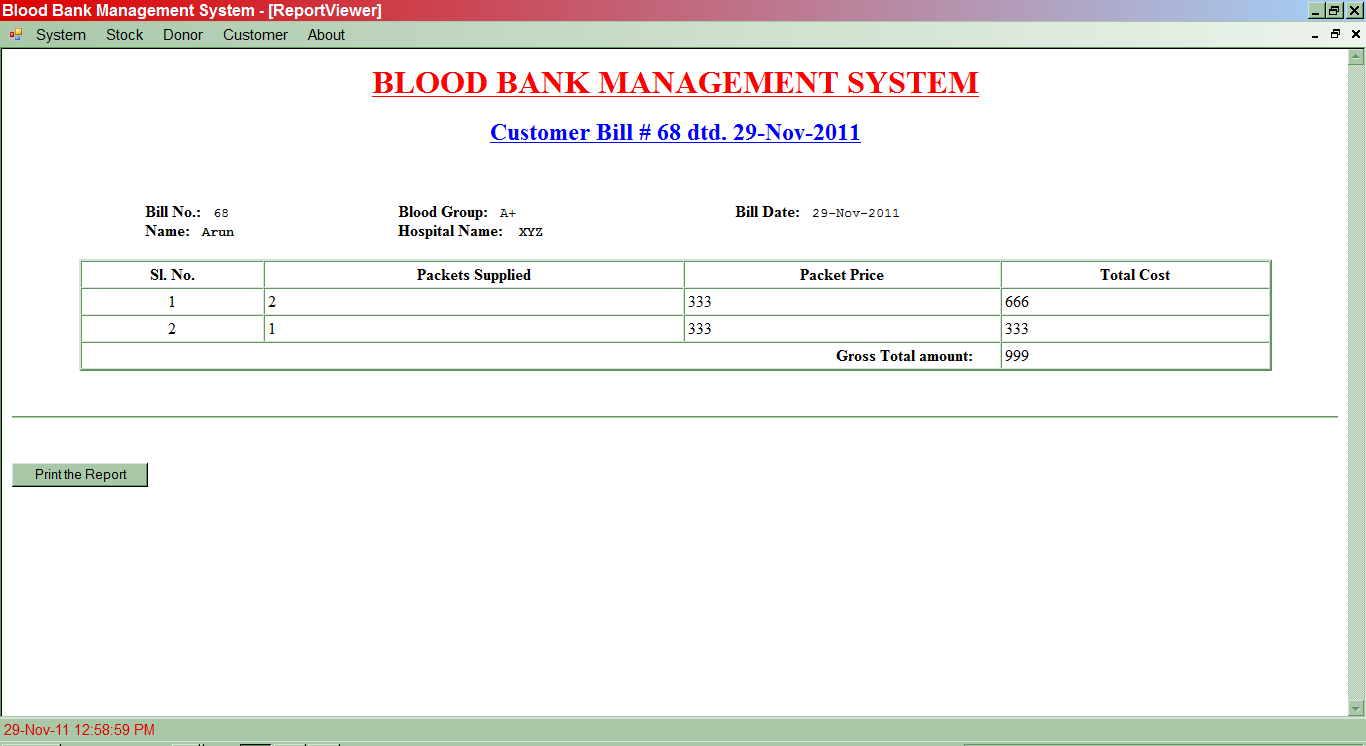 Blood Bank Management System - [ReportViewer]
System Stock Donor Customer About
BLOOD BANK MANAGEMENT SYSTEM
Customer Bill # 68 dtd. 29-Nov-2011
Bill No.: 68 Blood Group: A+ Bill Date: 29-Nov-2011
Name: Arun Hospital Name: XYZ
Sl. No. Packets Supplied Packet Price Total Cost
1 2 333 666
2 1 333 333
Gross Total amount: 999
Print the Report
29-Nov-11 12:58:59 PM